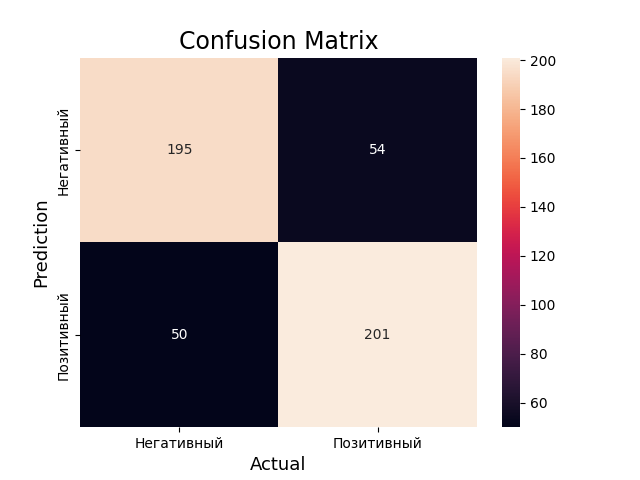 Confusion Matrix
200
180
160
140
120
100
80
60
Prediction
Негативный
Позитивный
195
54
50
201
Негативный
Позитивный
Actual